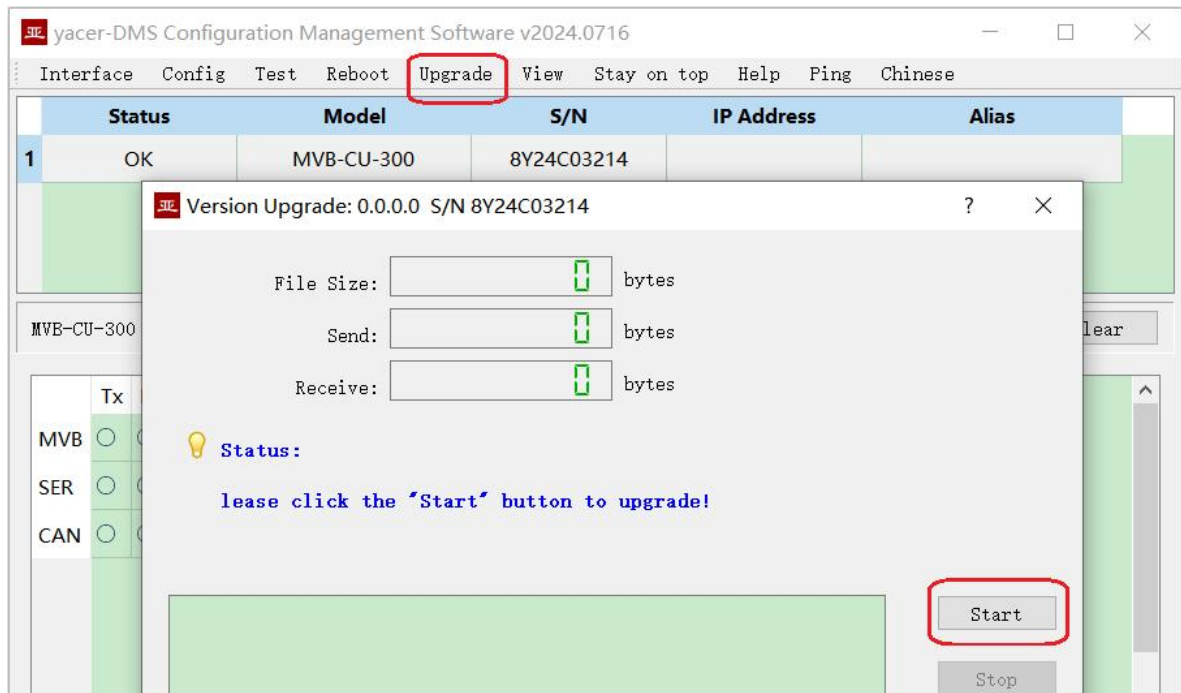 亚 yacer-DMS Configuration Management Software v2024.0716
Interface Config Test Reboot Upgrade View Stay on top Help Ping Chinese
Status Model S/N IP Address Alias
1 OK MVB-CU-300 8Y24C03214
亚 Version Upgrade: 0.0.0.0 S/N 8Y24C03214 ?
File Size: 0 bytes
MVB-CU-300 Send: 0 bytes lear
Receive: 0 bytes
Tx
MVB
SER
CAN
Status:
lease click the "Start" button to upgrade!
Start
Stop